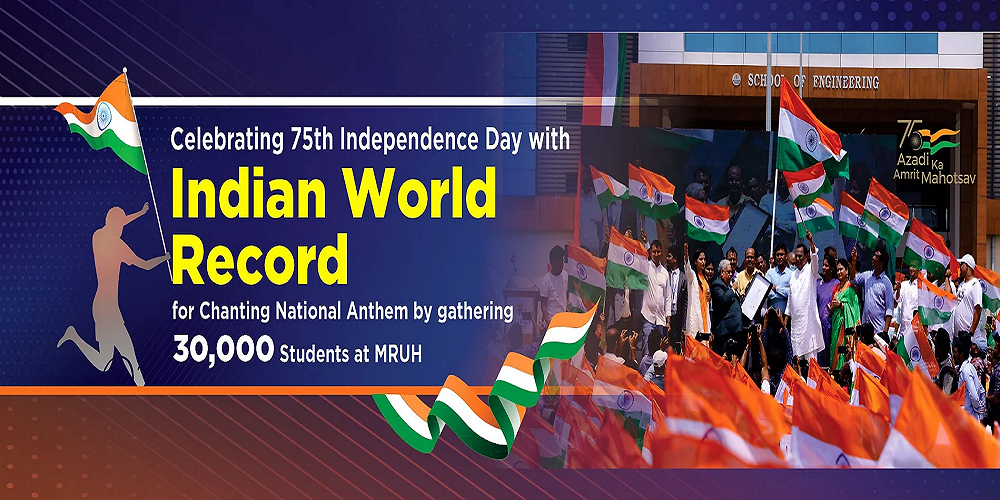 Celebrating 75th Independence Day with
Indian World
Record
for Chanting National Anthem by gathering
30,000 Students at MRUH
SCHOOL OF ENGINEERING
75
Azadi
Ka
Amrit Mahotsav